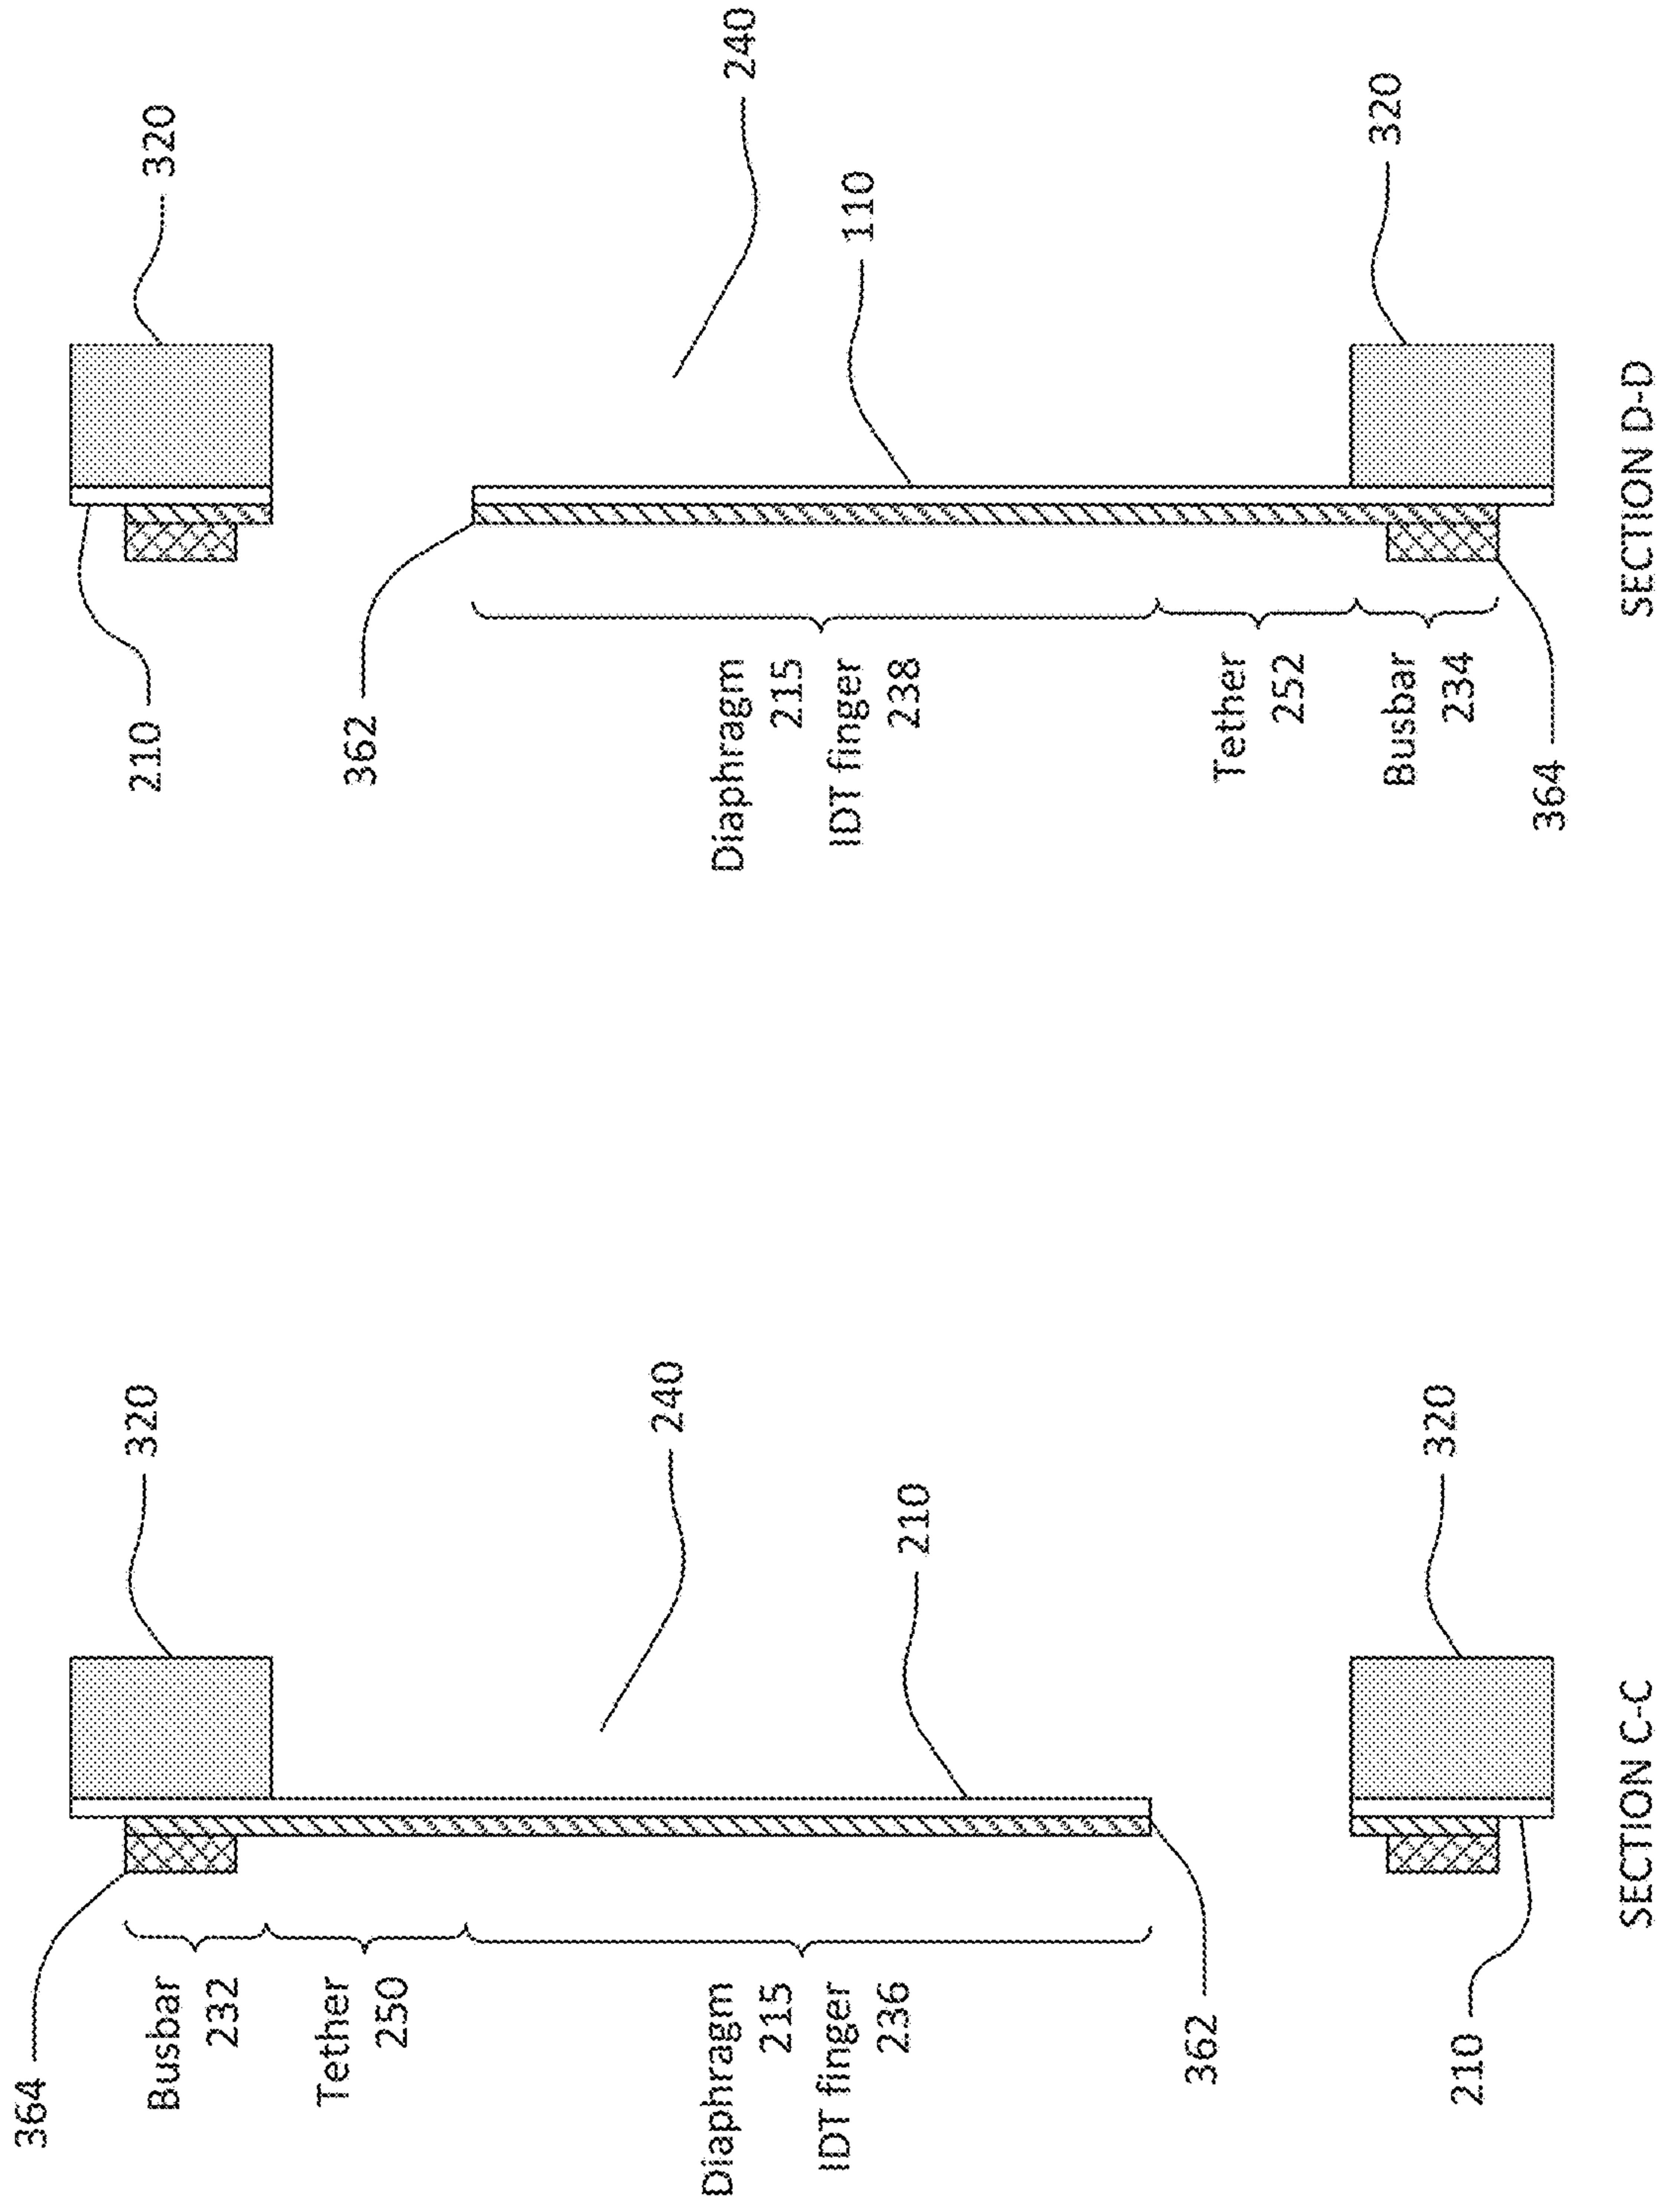 364
Busbar
232
Tether
250
Diaphragm
215
IDT finger
236
362
210
320
240
210
320
SECTION C-C
210
362
Diaphragm
215
IDT finger
238
Tether
252
Busbar
234
364
320
240
110
320
SECTION D-D